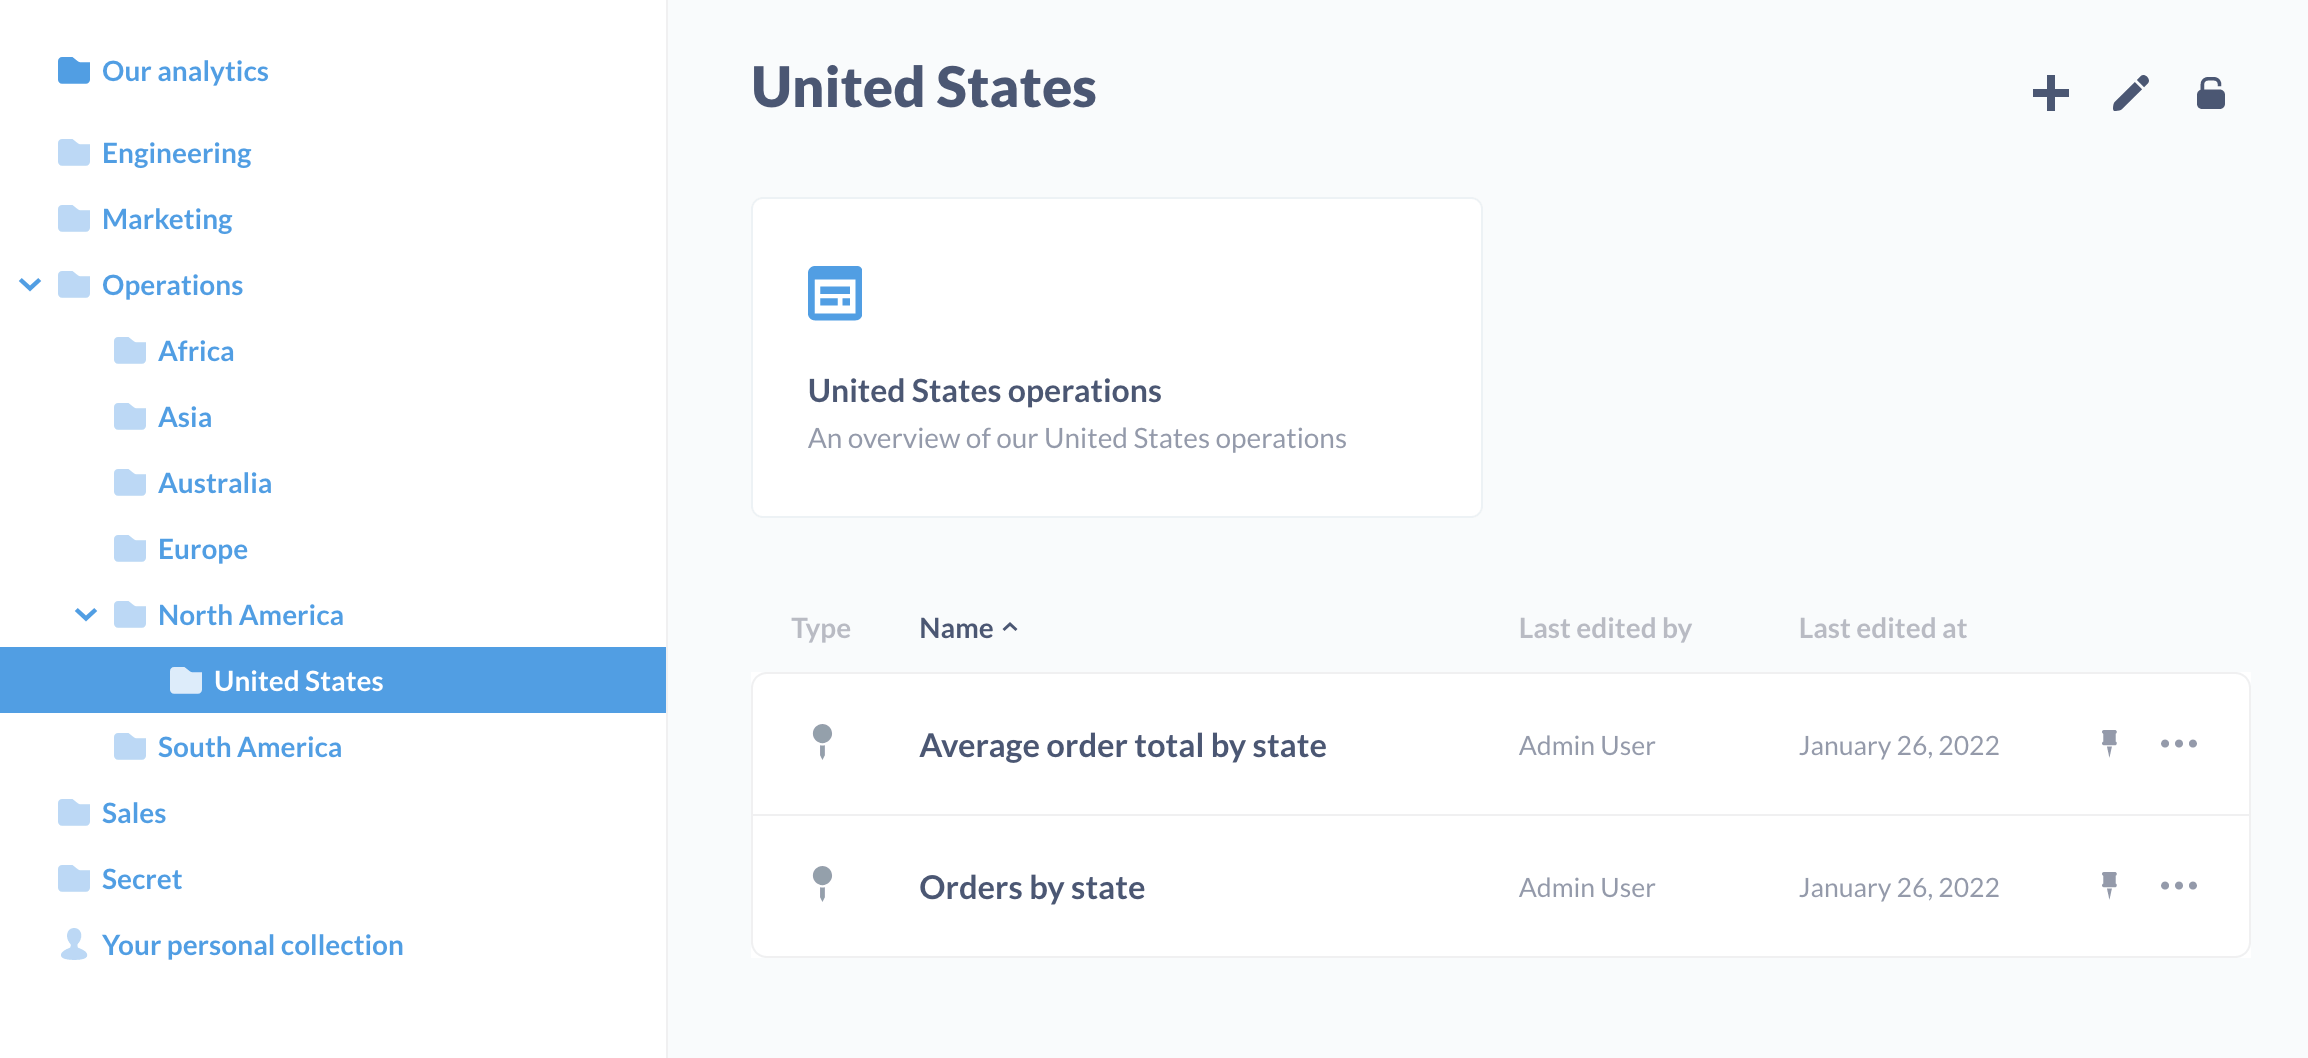 Our analytics
Engineering
Marketing
Operations
Africa
Asia
Australia
Europe
North America
United States
South America
Sales
Secret
Your personal collection
United States
United States operations
An overview of our United States operations
Type Name Last edited by Last edited at
Average order total by state Admin User January 26, 2022
Orders by state Admin User January 26, 2022